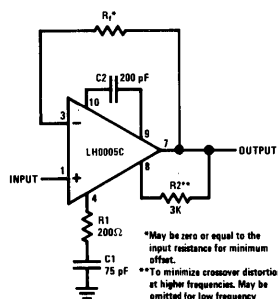 Rf*
C2
200 pF
3
10
9
LH0005C
7
OUTPUT
8
INPUT
1
4
R2**
3K
R1
200Ω
C1
75 pF
*May be zero or equal to the
input resistance for minimum
offset.
**To minimize crossover distortio
at higher frequencies. May be
omitted for low frequency